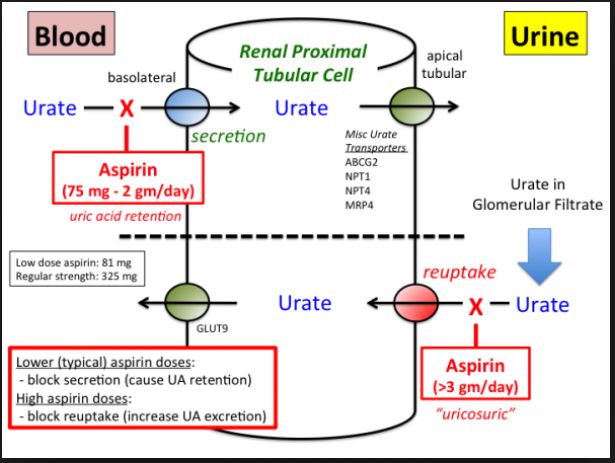 Blood
Renal Proximal
Tubular Cell
Urine
basolateral
apical
tubular
Urate
X
Urate
secretion
Aspirin
(75 mg - 2 gm/day)
uric acid retention
Misc Urate
Transporters
ABCG2
NPT1
NPT4
MRP4
Urate in
Glomerular Filtrate
Low dose aspirin: 81 mg
Regular strength: 325 mg
reuptake
Urate
X
Urate
GLUT9
Lower (typical) aspirin doses:
- block secretion (cause UA retention)
High aspirin doses:
- block reuptake (increase UA excretion)
Aspirin
(>3 gm/day)
"uricosuric"